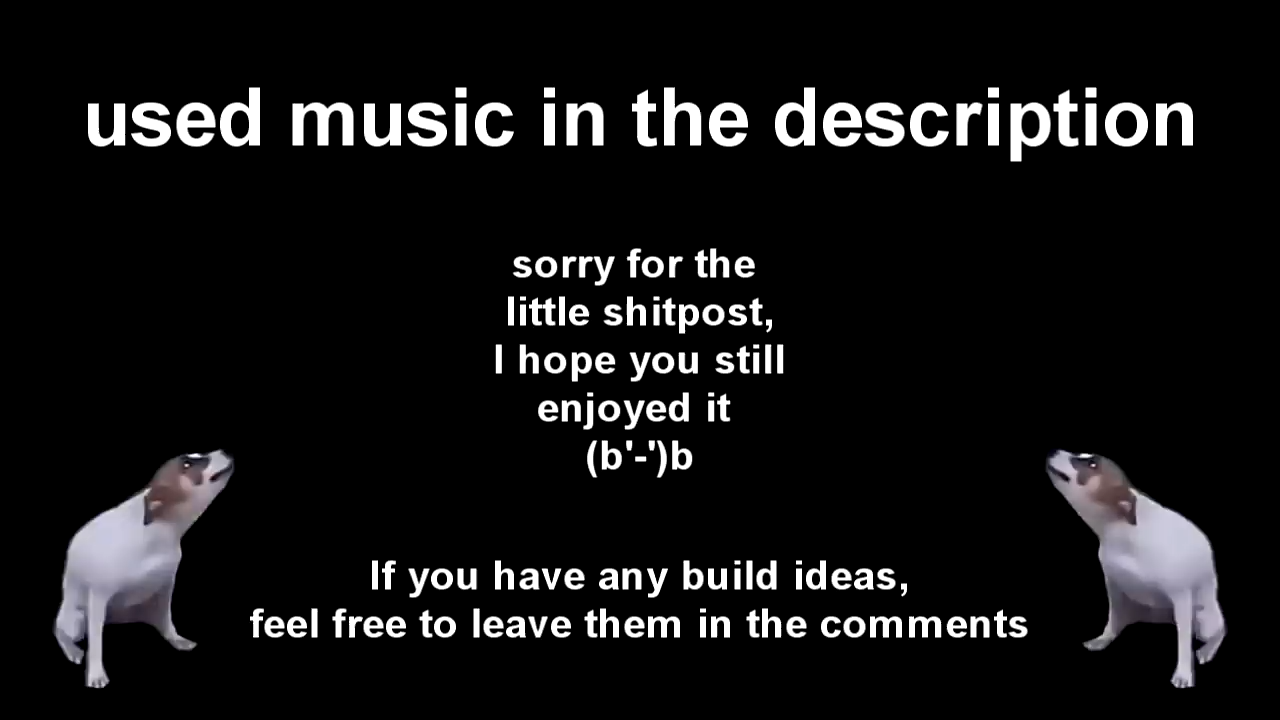 used music in the description
sorry for the
little shitpost,
I hope you still
enjoyed it
(b'-')b
If you have any build ideas,
feel free to leave them in the comments